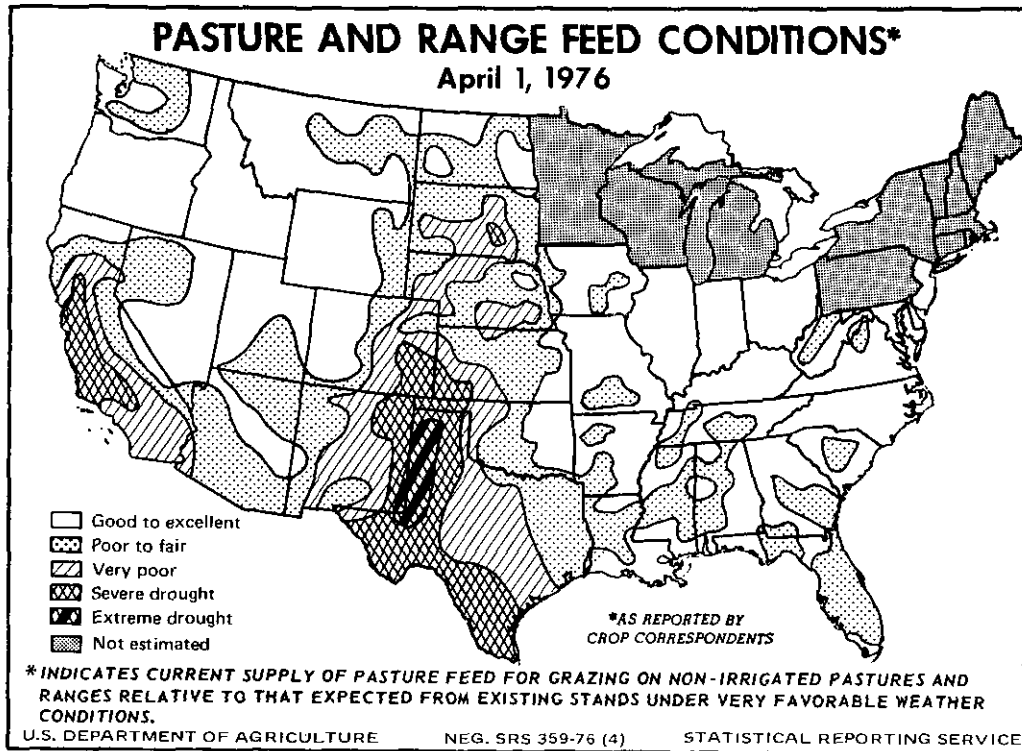 PASTURE AND RANGE FEED CONDITIONS*
April 1, 1976
Good to excellent
Poor to fair
Very poor
Severe drought
Extreme drought
Not estimated
*AS REPORTED BY
CROP CORRESPONDENTS
* INDICATES CURRENT SUPPLY OF PASTURE FEED FOR GRAZING ON NON-IRRIGATED PASTURES AND
RANGES RELATIVE TO THAT EXPECTED FROM EXISTING STANDS UNDER VERY FAVORABLE WEATHER
CONDITIONS.
U.S. DEPARTMENT OF AGRICULTURE NEG. SRS 359-76 (4) STATISTICAL REPORTING SERVICE